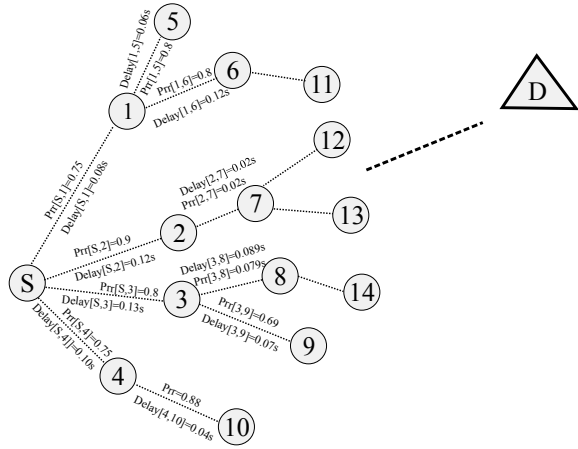 5
Delay[1,5]=0.06s
Prr[1,5]=0.8
6
Prr[1,6]=0.8
Delay[1,6]=0.12s
11
D
1
12
Prr[S,1]=0.75
Delay[S,1]=0.08s
Delay[2,7]=0.02s
Prr[2,7]=0.02s
7
13
2
Prr[S,2]=0.9
Delay[S,2]=0.12s
Delay[3,8]=0.089s
Prr[3,8]=0.079s
8
14
S
Prr[S,3]=0.8
Delay[S,3]=0.13s
3
Prr[3,9]=0.69
Delay[3,9]=0.07s
9
Prr[S,4]=0.75
Delay[S,4]]=0.10s
4
Prr=0.88
Delay[4,10]=0.04s
10